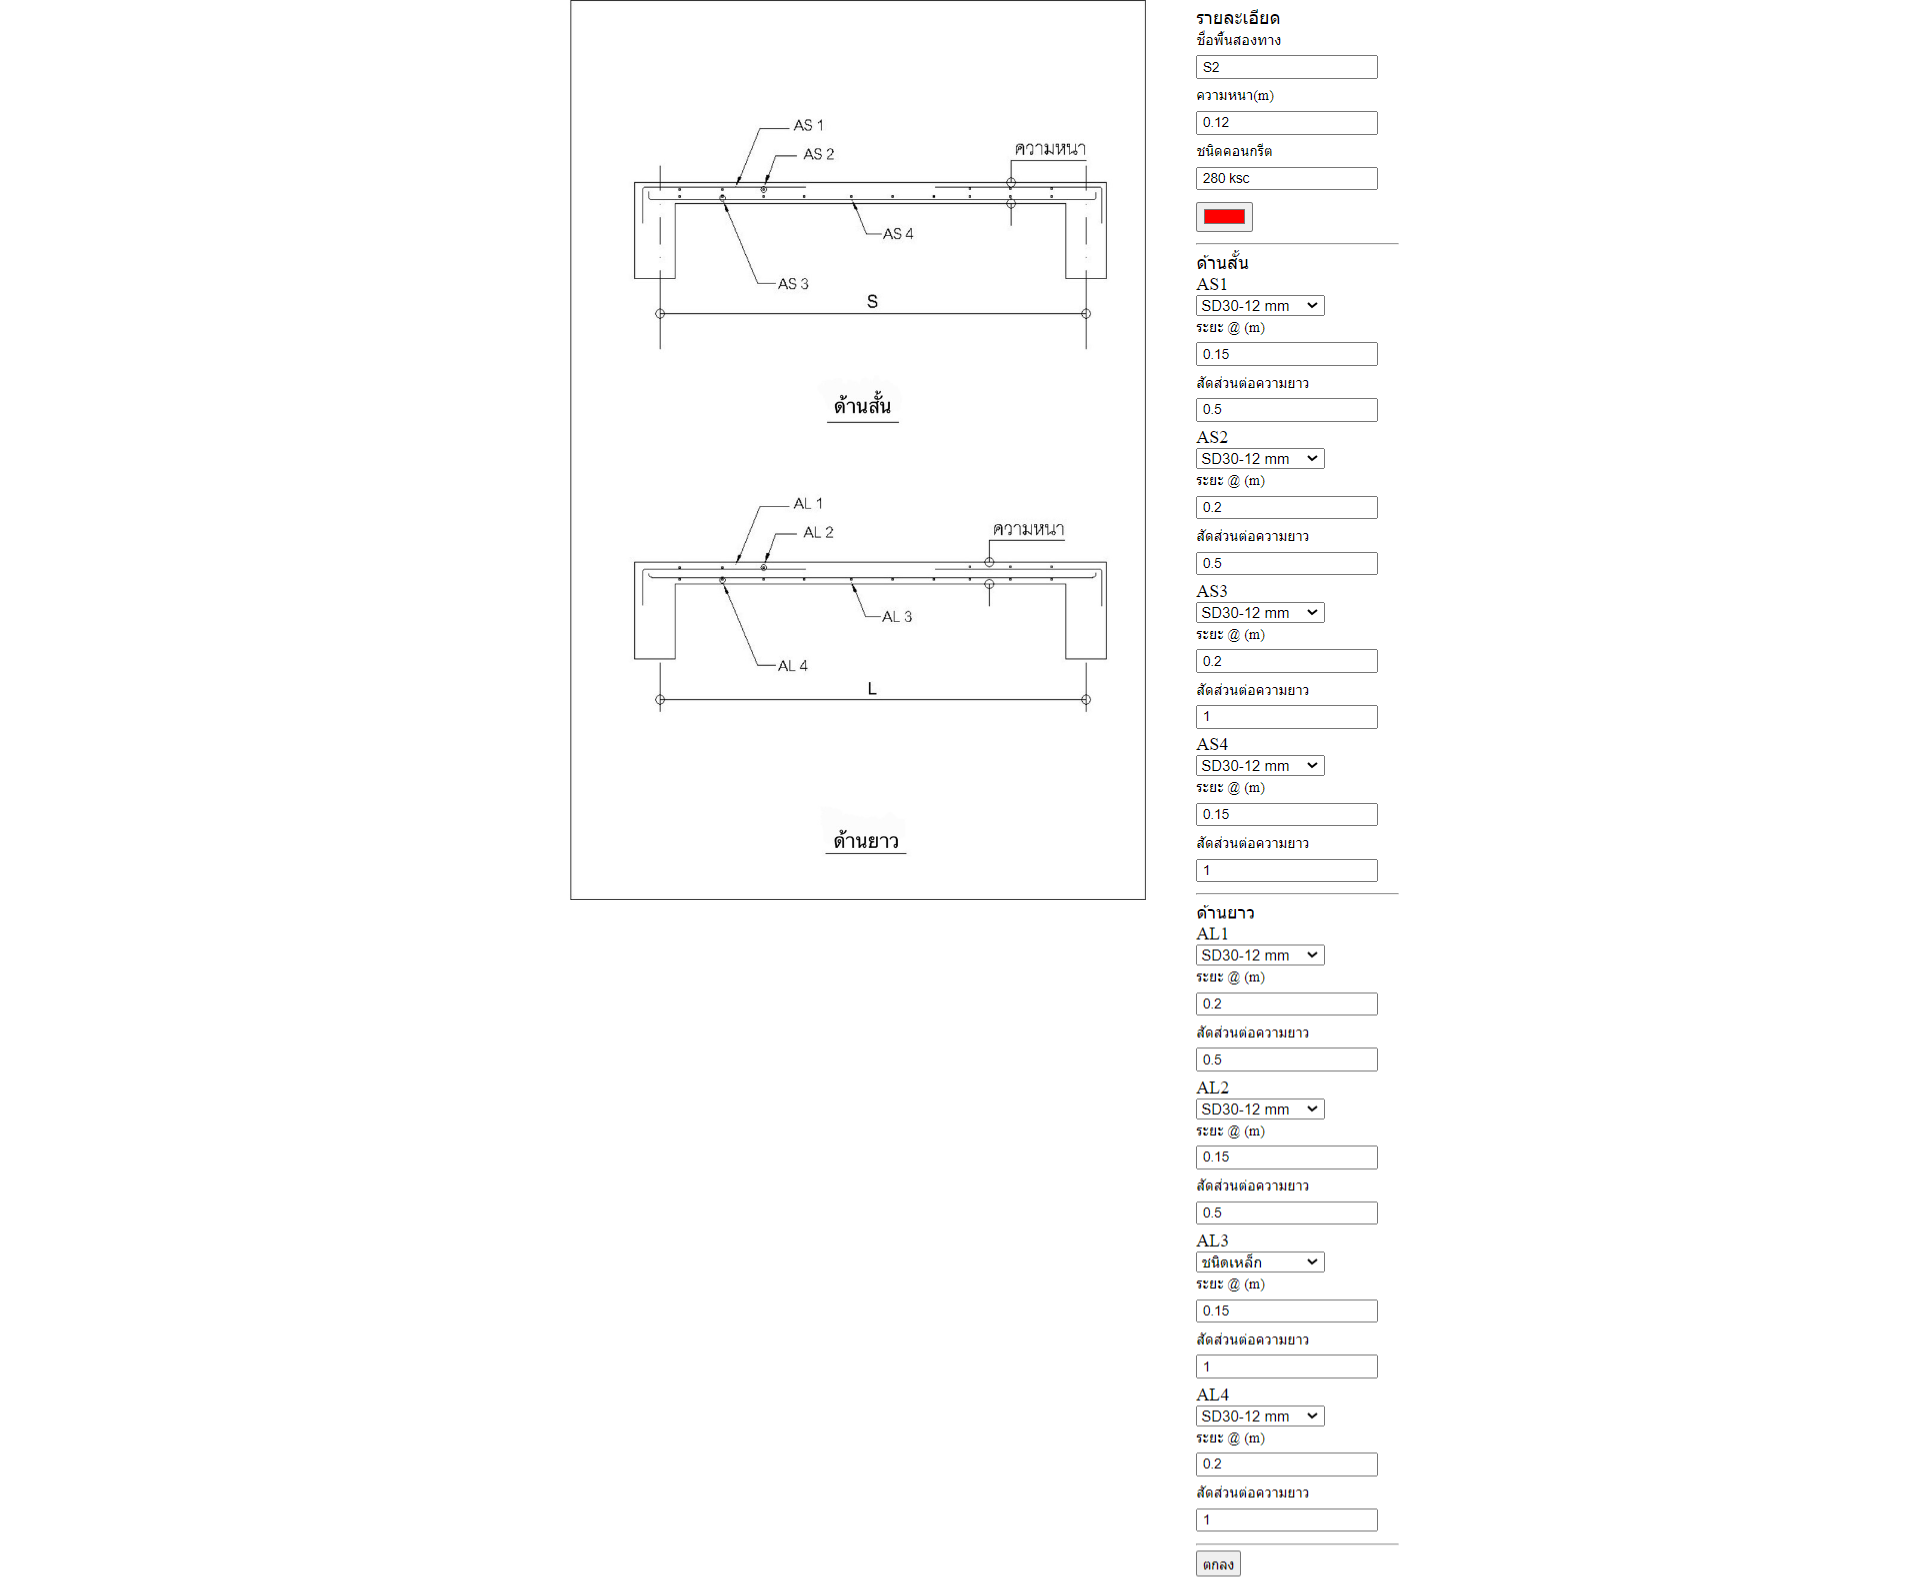 AS 1
AS 2
ความหนา
AS 4
AS 3
S
ด้านสั้น
AL 1
AL 2
ความหนา
AL 3
AL 4
L
ด้านยาว
รายละเอียด
ชื่อพื้นสองทาง
S2
ความหนา(m)
0.12
ชนิดคอนกรีต
280 ksc
ด้านสั้น
AS1
SD30-12 mm
ระยะ @ (m)
0.15
สัดส่วนต่อความยาว
0.5
AS2
SD30-12 mm
ระยะ @ (m)
0.2
สัดส่วนต่อความยาว
0.5
AS3
SD30-12 mm
ระยะ @ (m)
0.2
สัดส่วนต่อความยาว
1
AS4
SD30-12 mm
ระยะ @ (m)
0.15
สัดส่วนต่อความยาว
1
ด้านยาว
AL1
SD30-12 mm
ระยะ @ (m)
0.2
สัดส่วนต่อความยาว
0.5
AL2
SD30-12 mm
ระยะ @ (m)
0.15
สัดส่วนต่อความยาว
0.5
AL3
ชนิดเหล็ก
ระยะ @ (m)
0.15
สัดส่วนต่อความยาว
1
AL4
SD30-12 mm
ระยะ @ (m)
0.2
สัดส่วนต่อความยาว
1
ตกลง